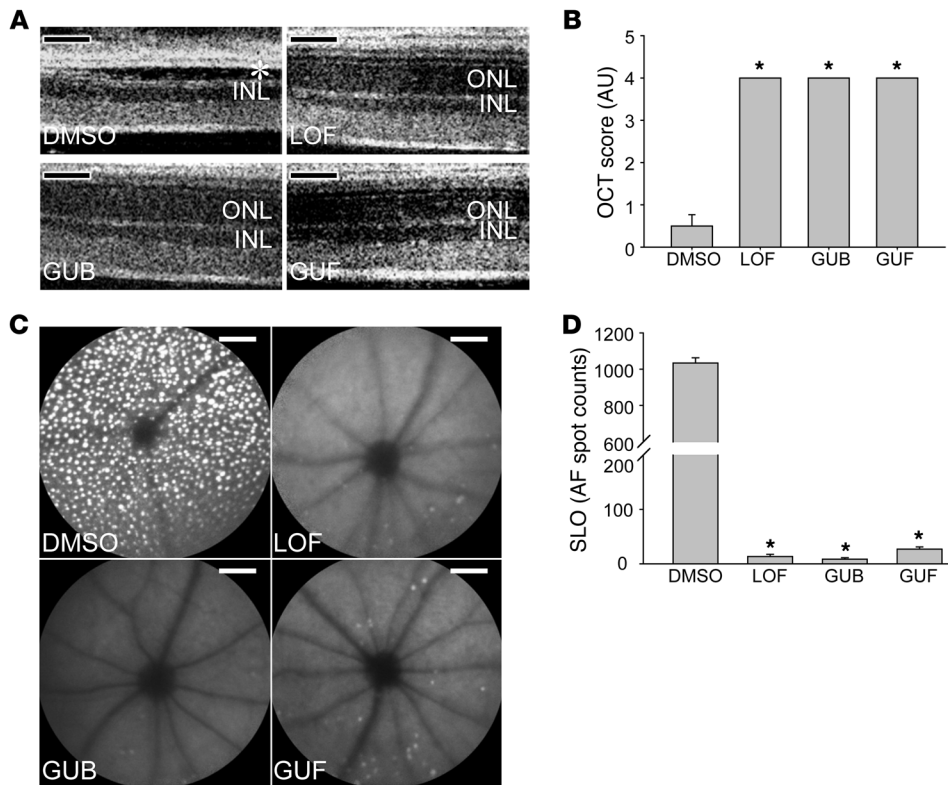 A
*
INL
DMSO
ONL
INL
LOF
ONL
INL
GUB
ONL
INL
GUF
B
OCT score (AU)
5
4
3
2
1
0
* * *
DMSO LOF GUB GUF
C
DMSO
LOF
GUB
GUF
D
SLO (AF spot counts)
1200
1000
800
600
200
100
0
* * *
DMSO LOF GUB GUF